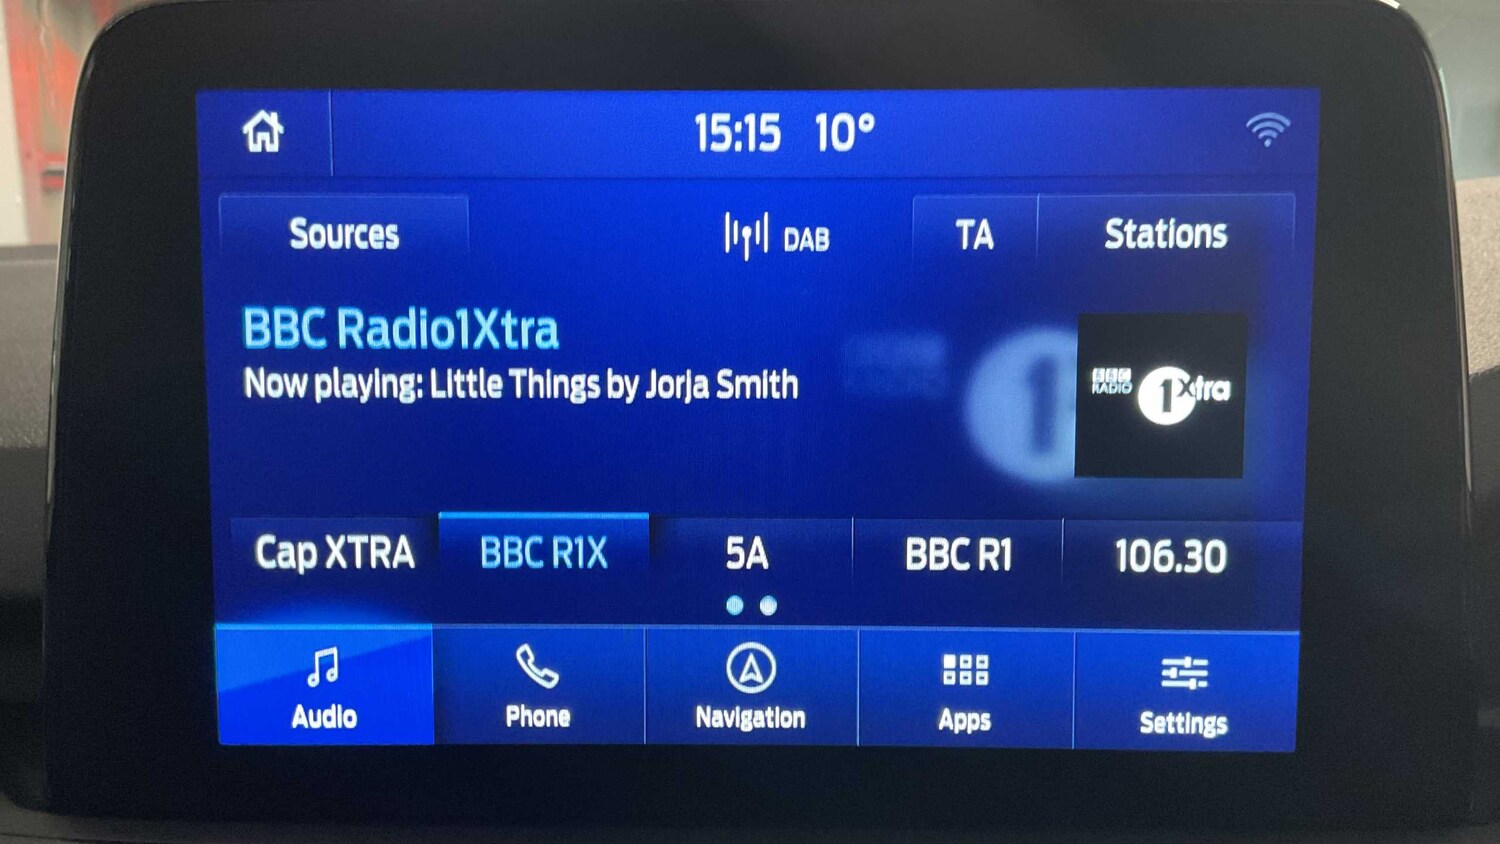 15:15 10°
Sources DAB TA Stations
BBC Radio1Xtra
Now playing: Little Things by Jorja Smith
BBC
RADIO
1Xtra
Cap XTRA BBC R1X 5A BBC R1 106.30
Audio Phone Navigation Apps Settings